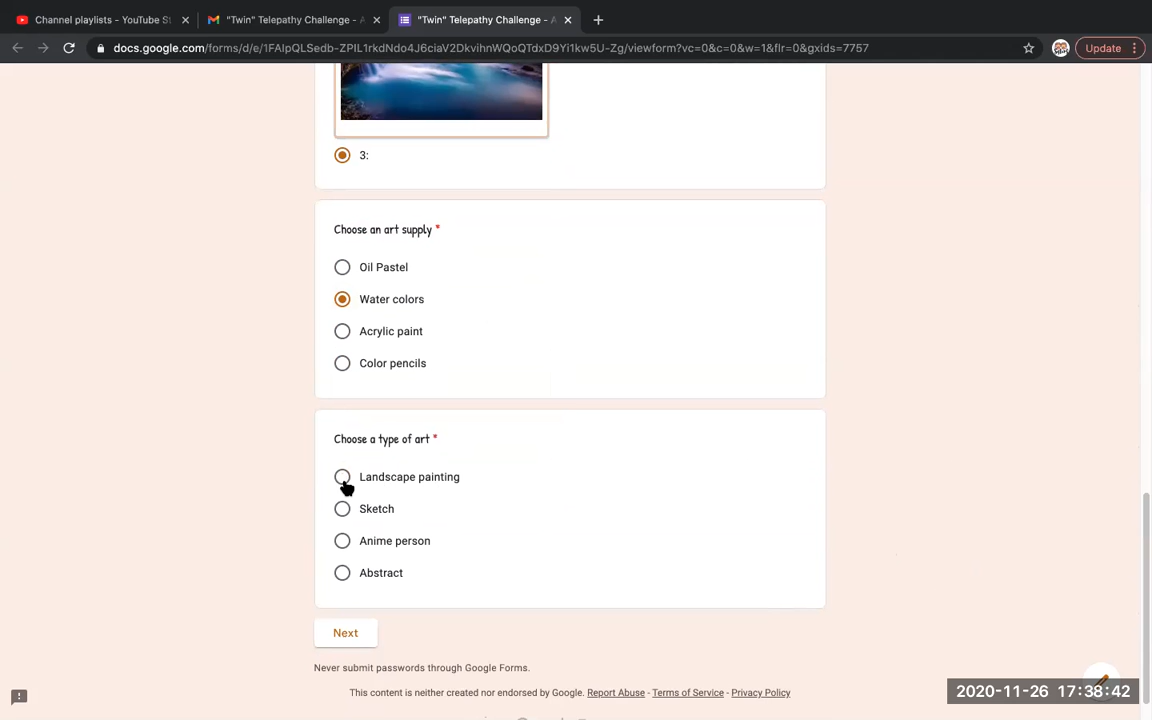 Channel playlists - YouTube St
"Twin" Telepathy Challenge - A
"Twin" Telepathy Challenge - A
docs.google.com/forms/d/e/1FAIpQLSedb-ZPIL1rkdNdo4J6ciaV2DkvihnWQoQTdxD9Yi1kw5U-Zg/viewform?vc=0&c=0&w=1&flr=0&gxids=7757
Update
3:
Choose an art supply *
Oil Pastel
Water colors
Acrylic paint
Color pencils
Choose a type of art *
Landscape painting
Sketch
Anime person
Abstract
Next
Never submit passwords through Google Forms.
This content is neither created nor endorsed by Google. Report Abuse - Terms of Service - Privacy Policy
2020-11-26 17:38:42